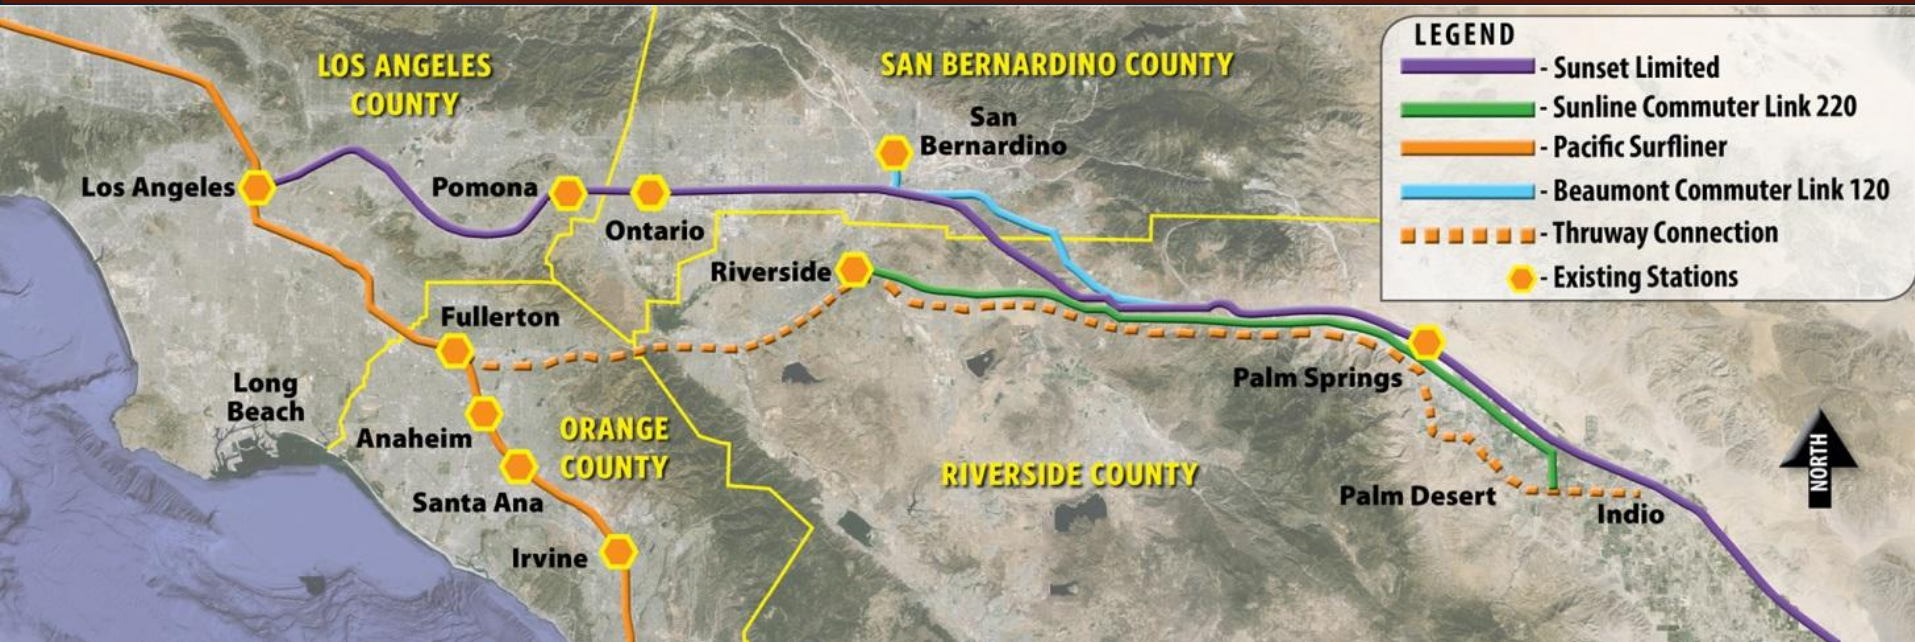 LOS ANGELES
COUNTY
SAN BERNARDINO COUNTY
LEGEND
- Sunset Limited
- Sunline Commuter Link 220
- Pacific Surfliner
- Beaumont Commuter Link 120
- Thruway Connection
- Existing Stations
San
Bernardino
Los Angeles
Pomona
Ontario
Riverside
Fullerton
Long
Beach
Anaheim
ORANGE
COUNTY
Santa Ana
Irvine
RIVERSIDE COUNTY
Palm Springs
Palm Desert
Indio
NORTH